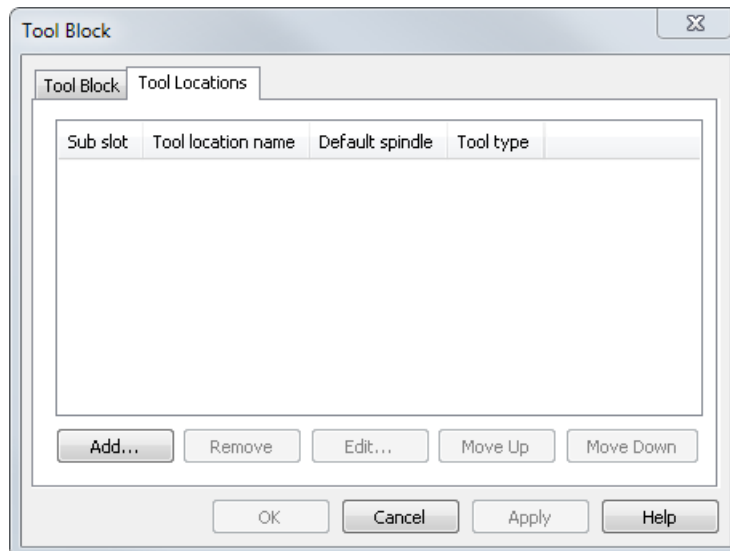 Tool Block
Tool Block Tool Locations
Sub slot Tool location name Default spindle Tool type
Add... Remove Edit... Move Up Move Down
OK Cancel Apply Help